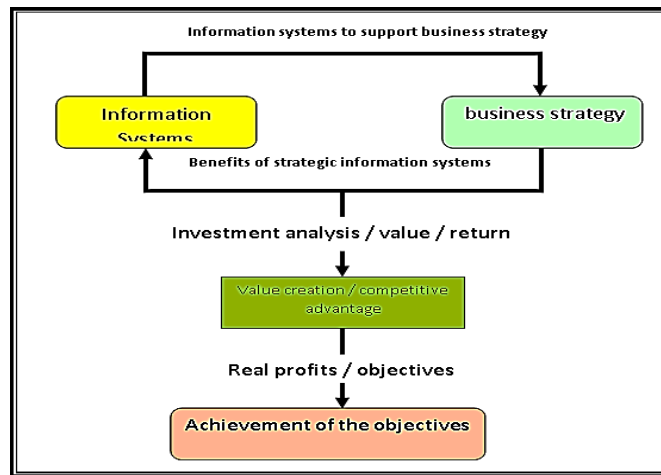 Information systems to support business strategy
Information
Systems
business strategy
Benefits of strategic information systems
Investment analysis / value / return
Value creation / competitive
advantage
Real profits / objectives
Achievement of the objectives